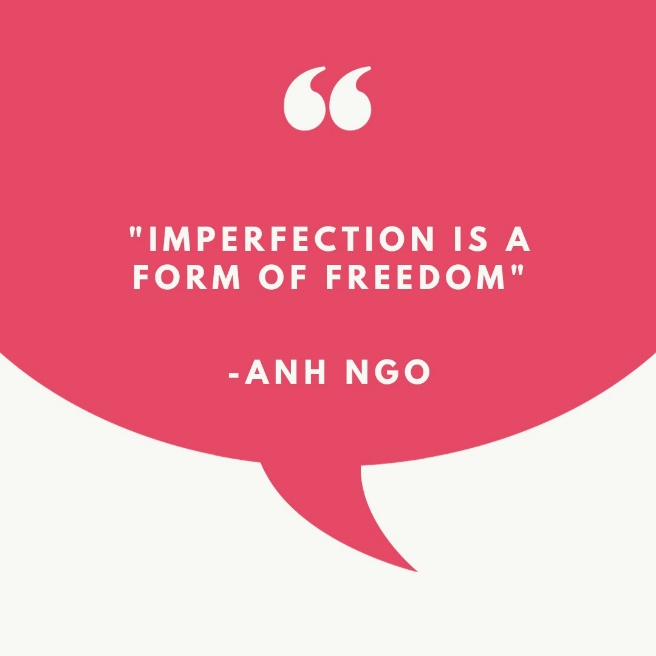 "IMPERFECTION IS A
FORM OF FREEDOM"
-ANH NGO